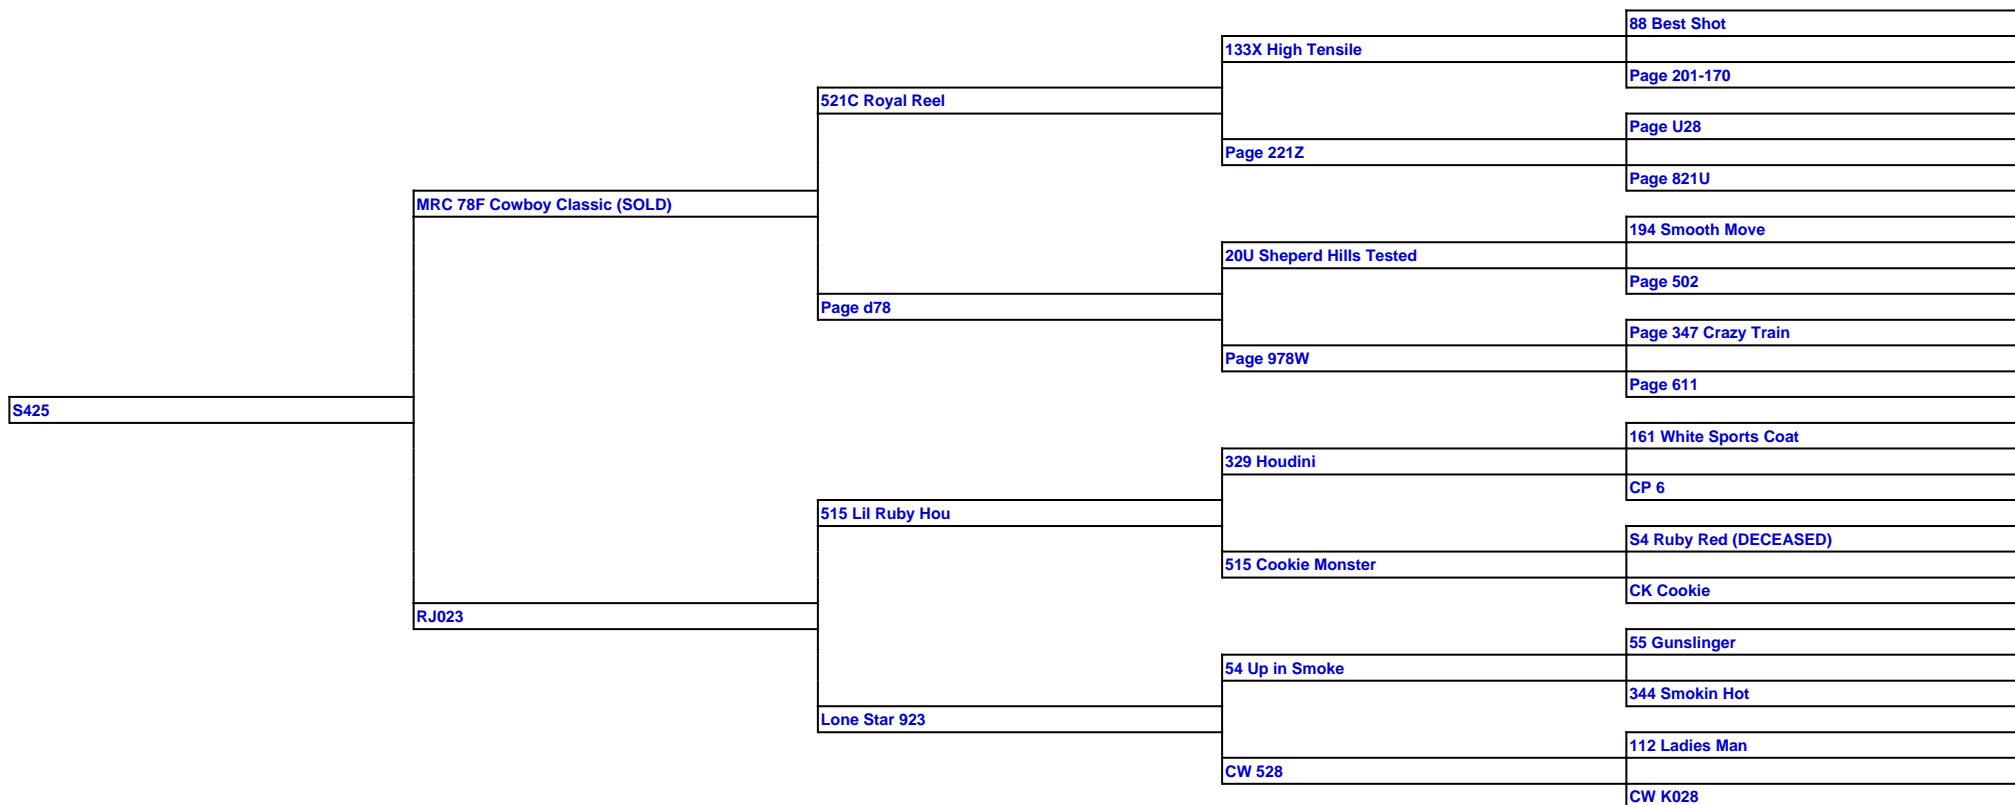 88 Best Shot
133X High Tensile
Page 201-170
521C Royal Reel
Page U28
Page 221Z
Page 821U
MRC 78F Cowboy Classic (SOLD)
194 Smooth Move
20U Sheperd Hills Tested
Page 502
Page d78
Page 347 Crazy Train
Page 978W
Page 611
S425
161 White Sports Coat
329 Houdini
CP 6
515 Lil Ruby Hou
S4 Ruby Red (DECEASED)
515 Cookie Monster
CK Cookie
RJ023
55 Gunslinger
54 Up in Smoke
344 Smokin Hot
Lone Star 923
112 Ladies Man
CW 528
CW K028